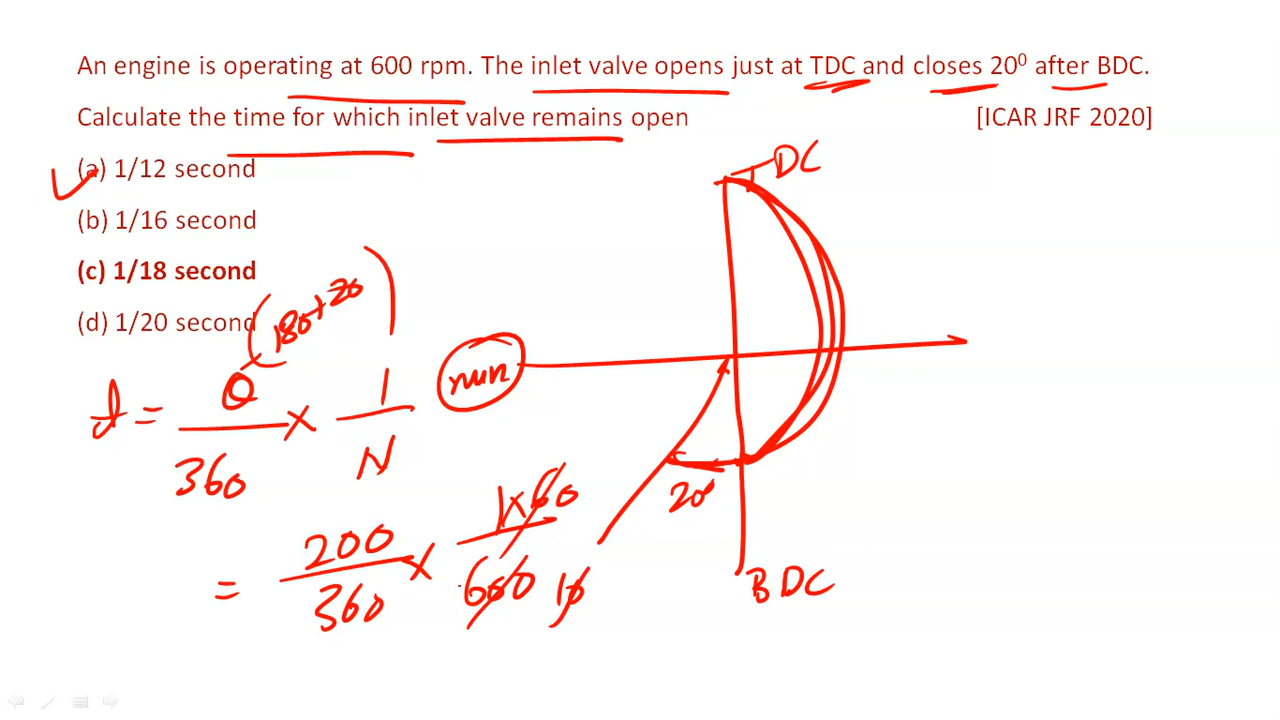 An engine is operating at 600 rpm. The inlet valve opens just at TDC and closes 20⁰ after BDC.
Calculate the time for which inlet valve remains open [ICAR JRF 2020]
(a) 1/12 second
(b) 1/16 second
(c) 1/18 second
(d) 1/20 second
TDC
(180+20)
t = θ/360 × 1/N min
20°
= 200/360 × 1×60/600 10
BDC